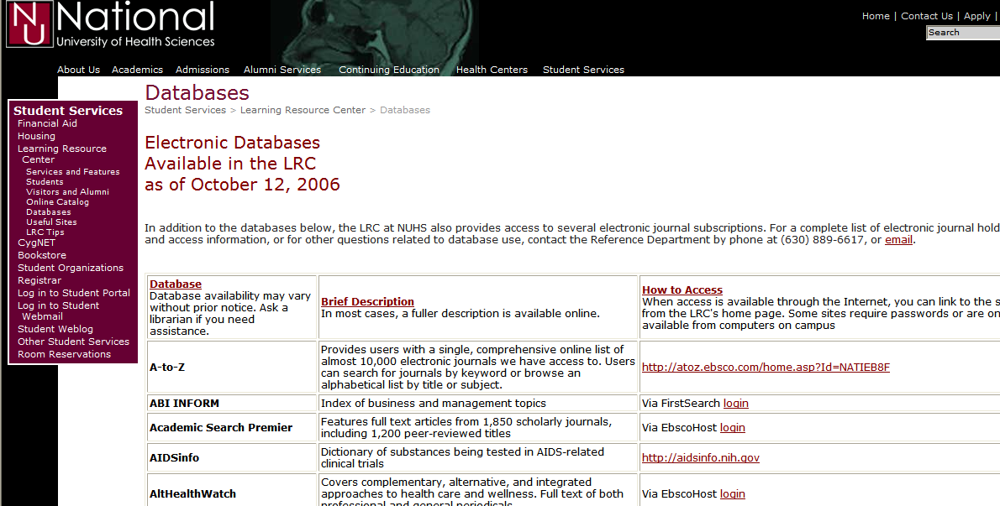 NU National
University of Health Sciences
Home | Contact Us | Apply |
Search
About Us Academics Admissions Alumni Services Continuing Education Health Centers Student Services
Student Services
Financial Aid
Housing
Learning Resource
Center
Services and Features
Students
Visitors and Alumni
Online Catalog
Databases
Useful Sites
LRC Tips
CygNET
Bookstore
Student Organizations
Registrar
Log in to Student Portal
Log in to Student
Webmail
Student Weblog
Other Student Services
Room Reservations
Databases
Student Services > Learning Resource Center > Databases
Electronic Databases
Available in the LRC
as of October 12, 2006
In addition to the databases below, the LRC at NUHS also provides access to several electronic journal subscriptions. For a complete list of electronic journal hold
and access information, or for other questions related to database use, contact the Reference Department by phone at (630) 889-6617, or email.
Database
Database availability may vary
without prior notice. Ask a
librarian if you need
assistance.
Brief Description
In most cases, a fuller description is available online.
How to Access
When access is available through the Internet, you can link to the s
from the LRC's home page. Some sites require passwords or are on
available from computers on campus
A-to-Z
Provides users with a single, comprehensive online list of
almost 10,000 electronic journals we have access to. Users
can search for journals by keyword or browse an
alphabetical list by title or subject.
http://atoz.ebsco.com/home.asp?Id=NATIEB8F
ABI INFORM
Index of business and management topics
Via FirstSearch login
Academic Search Premier
Features full text articles from 1,850 scholarly journals,
including 1,200 peer-reviewed titles
Via EbscoHost login
AIDSinfo
Dictionary of substances being tested in AIDS-related
clinical trials
http://aidsinfo.nih.gov
AltHealthWatch
Covers complementary, alternative, and integrated
approaches to health care and wellness. Full text of both
professional and general periodicals
Via EbscoHost login